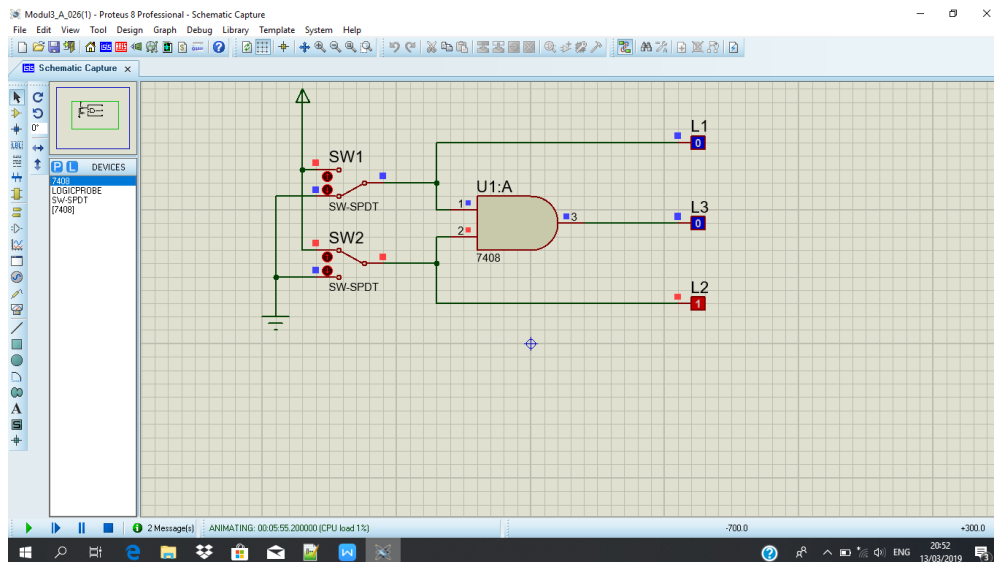 Modul3_A_026(1) - Proteus 8 Professional - Schematic Capture
File Edit View Tool Design Graph Debug Library Template System Help
Schematic Capture x
0°
P L DEVICES
7408
LOGICPROBE
SW-SPDT
[7408]
SW1
SW-SPDT
SW2
SW-SPDT
U1:A
1
2
3
7408
L1
0
L3
0
L2
1
2 Message(s)
ANIMATING: 00:05:55.200000 (CPU load 1%)
-700.0
+300.0
ENG
20:52
13/03/2019